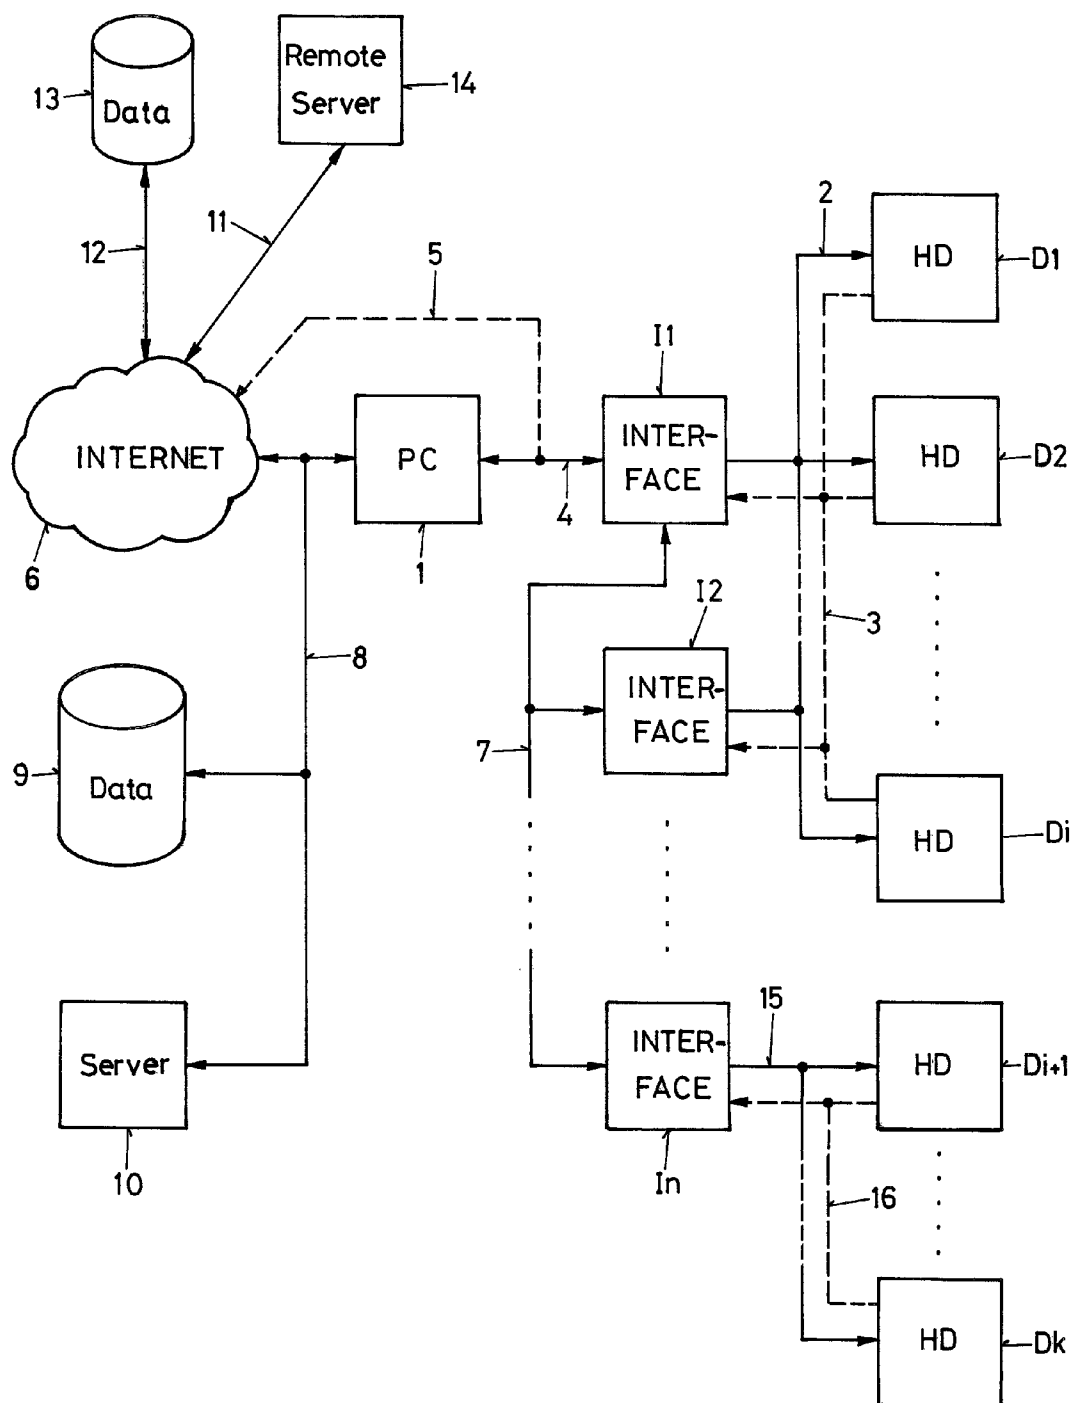 Remote
Server
14
13
Data
2
HD
D1
11
12
5
I1
INTERNET
PC
INTER-
FACE
HD
D2
4
6
1
I2
3
8
INTER-
FACE
7
9
Data
HD
Di
Server
10
INTER-
FACE
In
15
HD
Di+1
16
HD
Dk